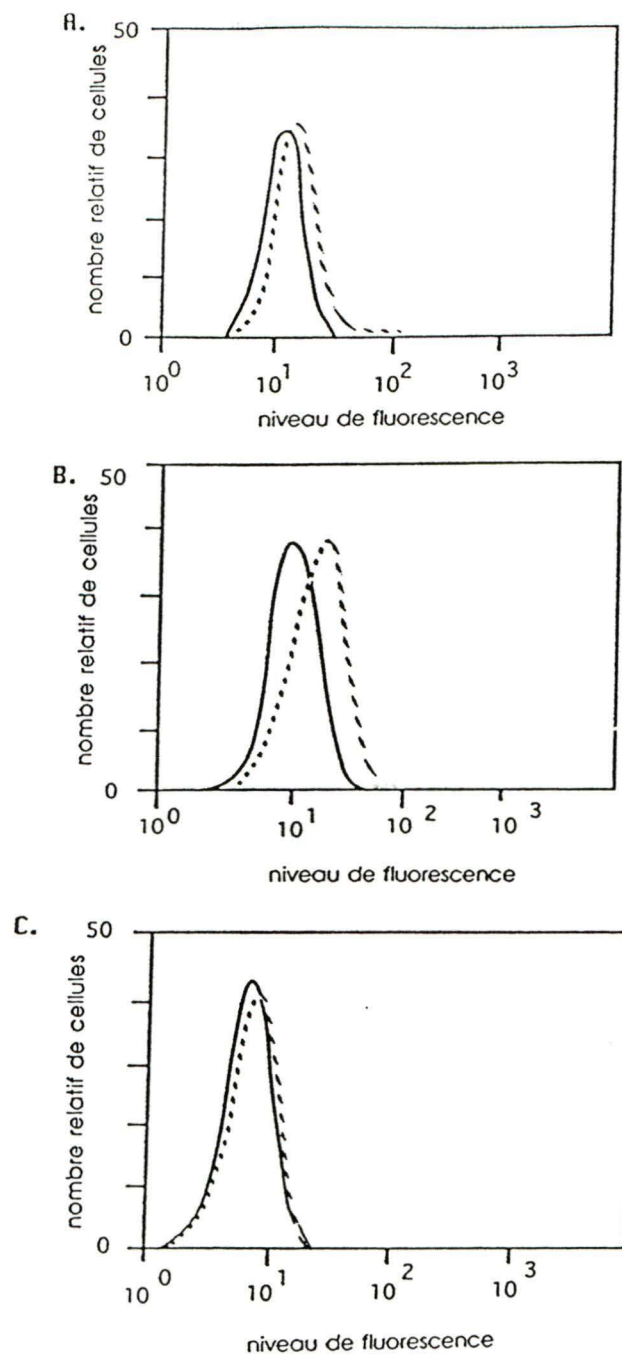 A.
50
nombre relatif de cellules
0
10^0 10^1 10^2 10^3
niveau de fluorescence
B.
50
nombre relatif de cellules
0
10^0 10^1 10^2 10^3
niveau de fluorescence
C.
50
nombre relatif de cellules
0
10^0 10^1 10^2 10^3
niveau de fluorescence